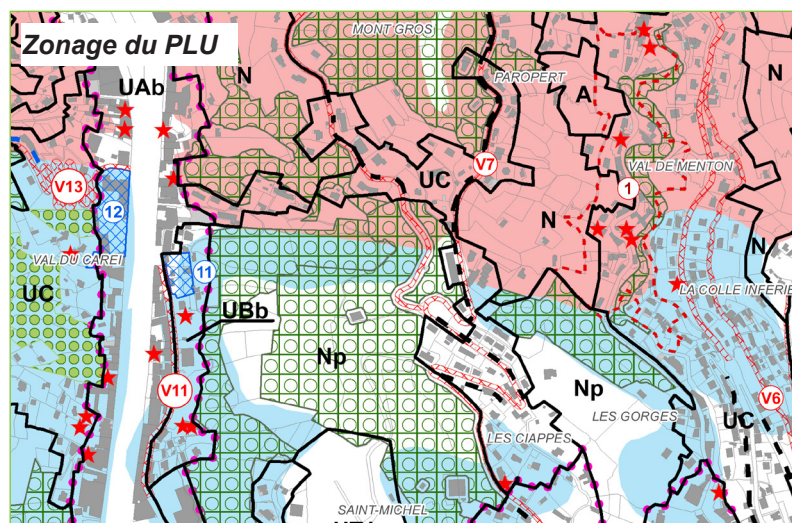 Zonage du PLU
MONT GROS
N
PAROPERT
UAb
A
N
V13
12
UC
V7
1
VAL DE MENTON
N
N
VAL DU CAREI
11
UC
LA COLLE INFERIE
UBb
Np
Np
V11
LES GORGES
V6
UC
LES CIAPPES
SAINT-MICHEL